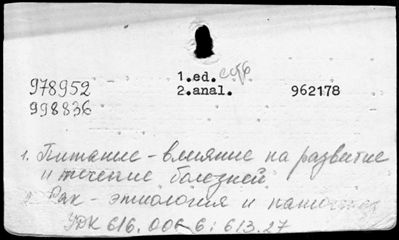 1.ed.
978952 2.anal. 962178
998836
1. Питание - влияние на развитие
и течение болезней
2. Рак - этиология и
УДК 616.006.6 : 613.27